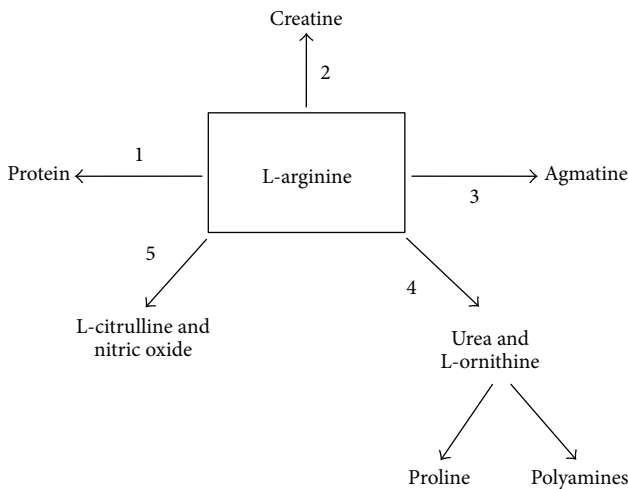 Creatine
2
1
Protein
L-arginine
Agmatine
3
5
4
L-citrulline and
nitric oxide
Urea and
L-ornithine
Proline
Polyamines